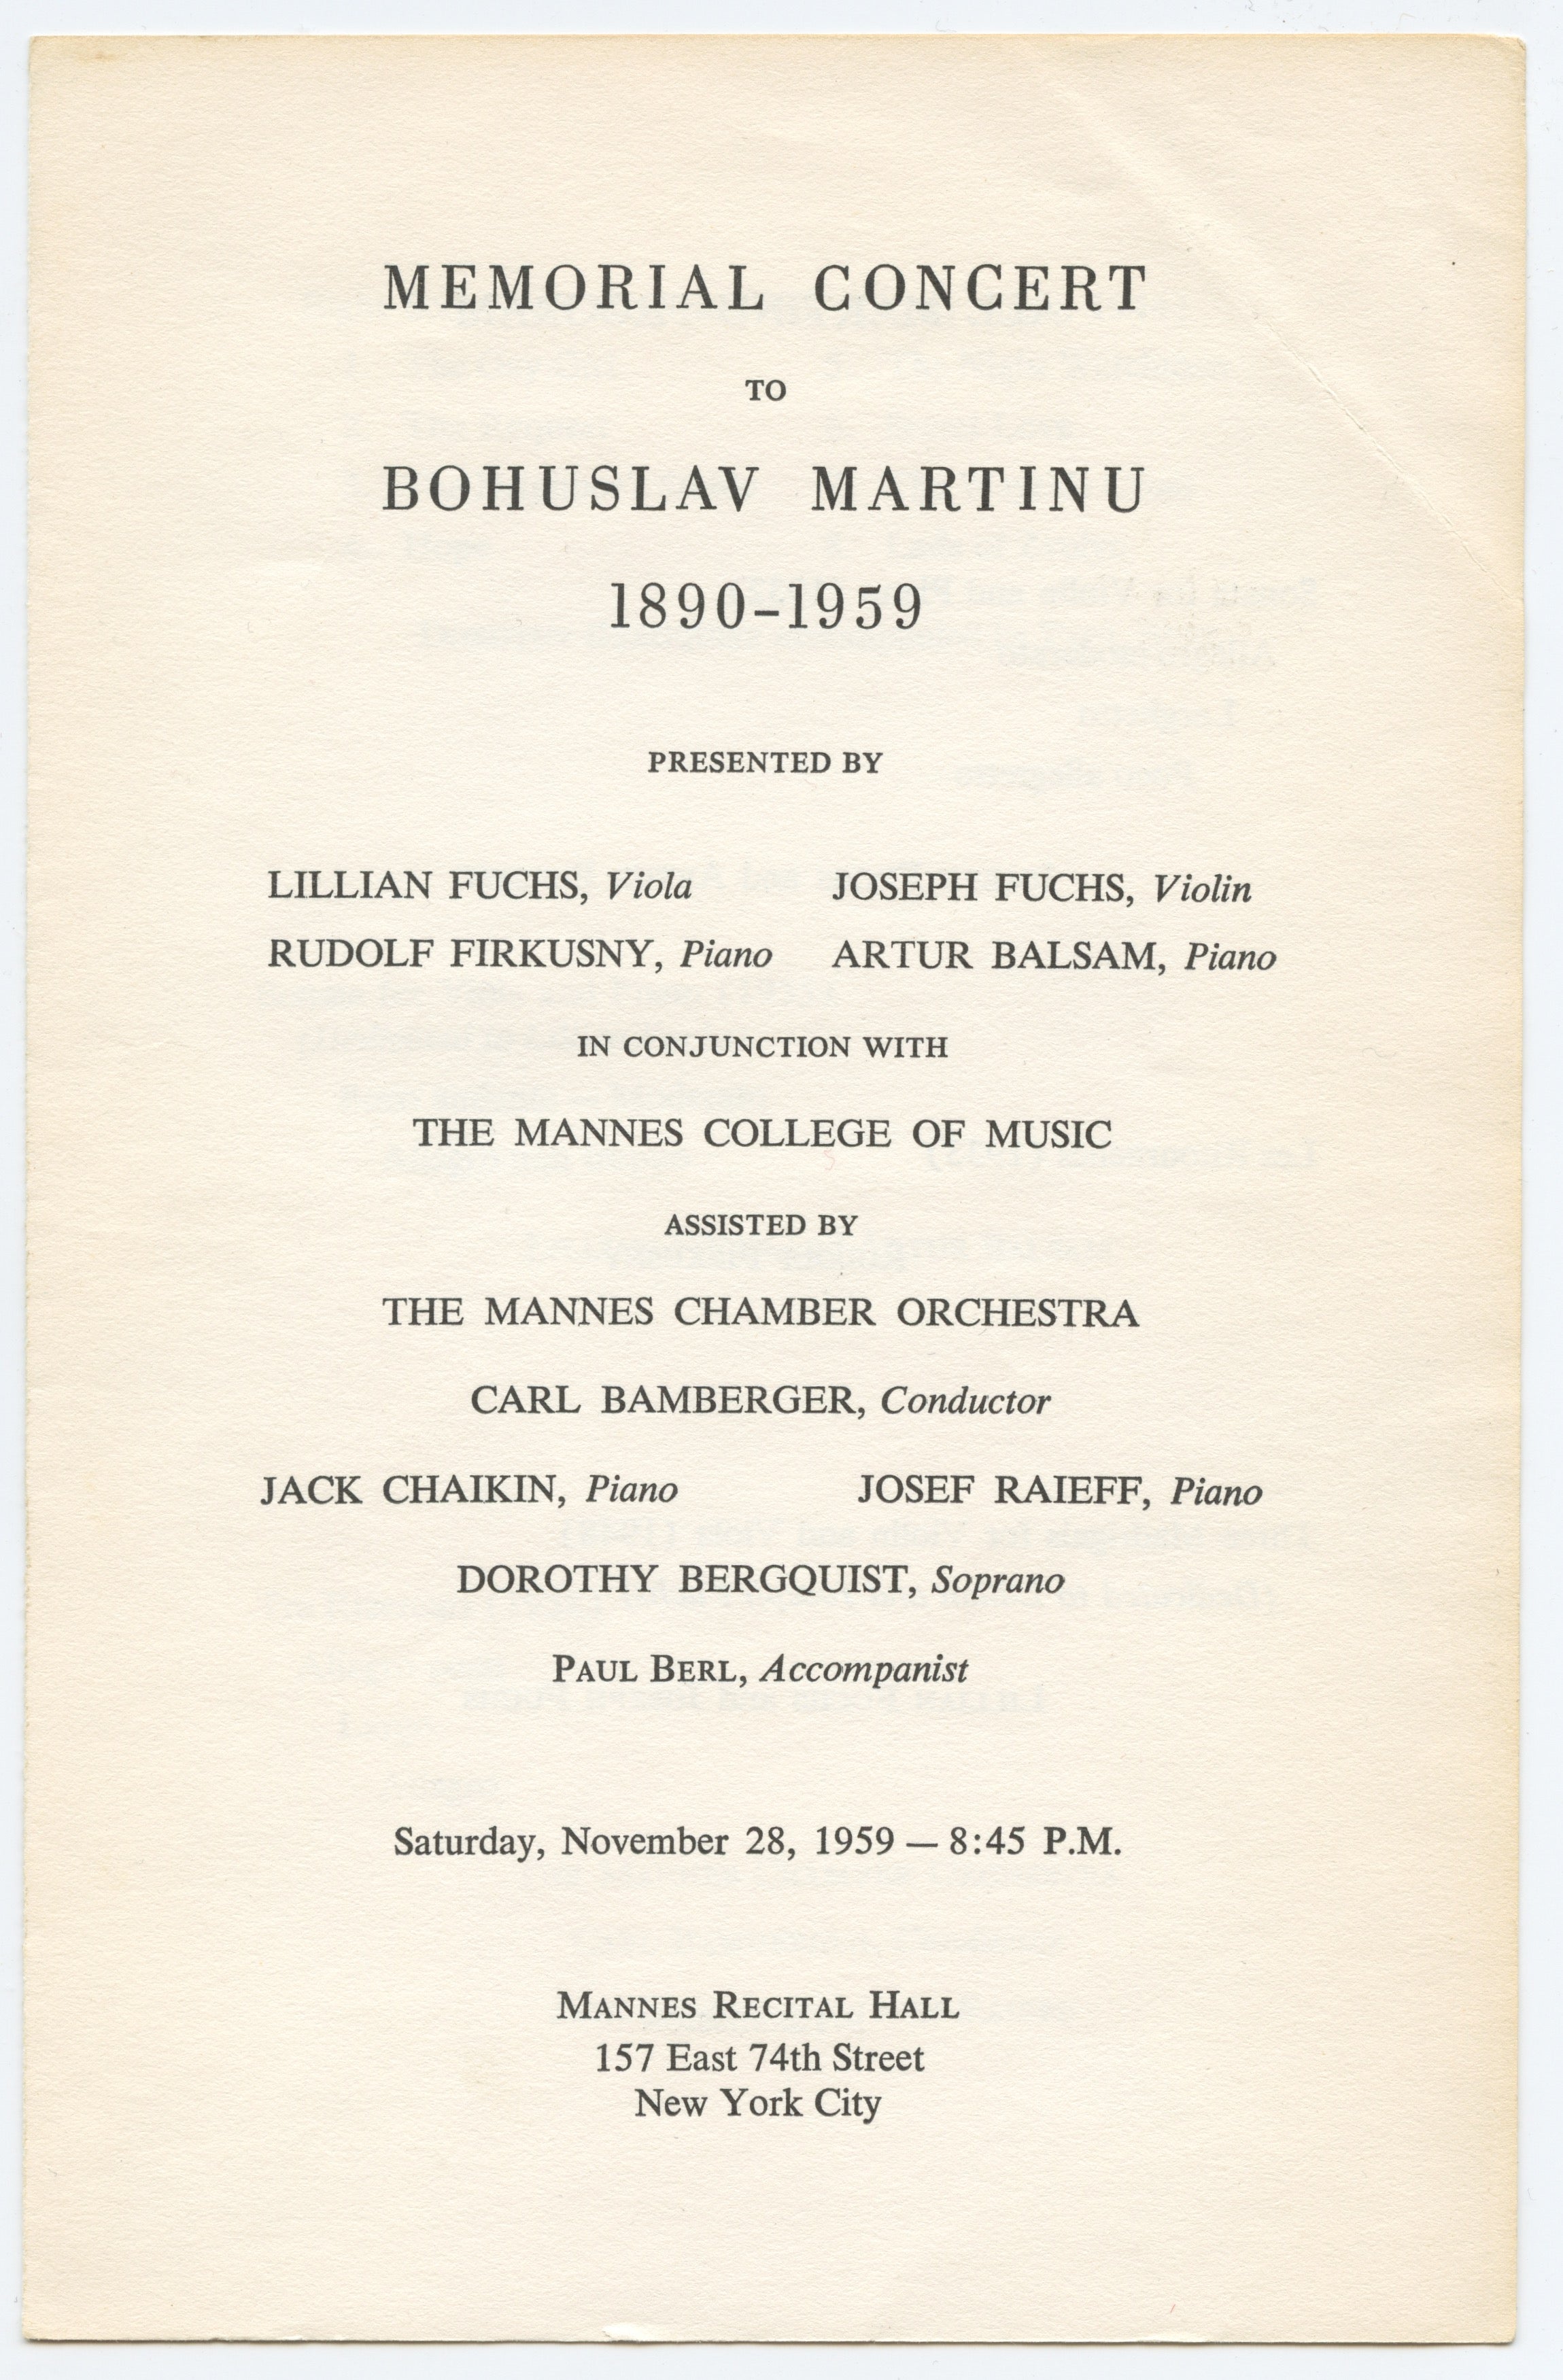 MEMORIAL CONCERT
TO
BOHUSLAV MARTINU
1890–1959
PRESENTED BY
LILLIAN FUCHS, Viola JOSEPH FUCHS, Violin
RUDOLF FIRKUSNY, Piano ARTUR BALSAM, Piano
IN CONJUNCTION WITH
THE MANNES COLLEGE OF MUSIC
ASSISTED BY
THE MANNES CHAMBER ORCHESTRA
CARL BAMBERGER, Conductor
JACK CHAIKIN, Piano JOSEF RAIEFF, Piano
DOROTHY BERGQUIST, Soprano
PAUL BERL, Accompanist
Saturday, November 28, 1959 — 8:45 P.M.
MANNES RECITAL HALL
157 East 74th Street
New York City